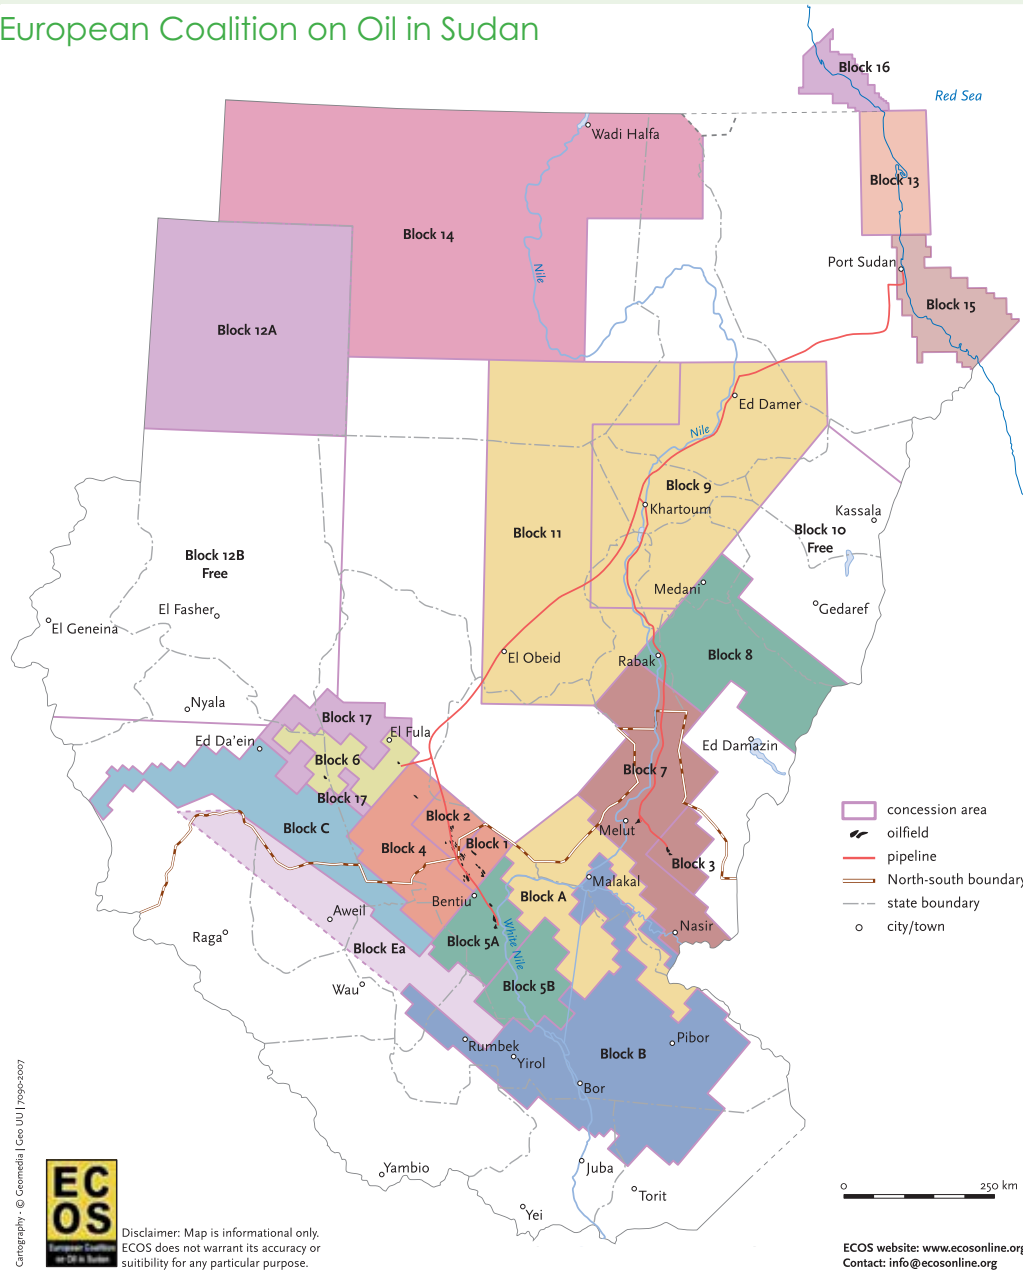 European Coalition on Oil in Sudan
Block 16
Red Sea
Wadi Halfa
Block 13
Block 14
Port Sudan
Nile
Block 15
Block 12A
Ed Damer
Nile
Block 9
Khartoum
Kassala
Block 11
Block 10
Free
Block 12B
Free
Medani
El Fasher
Gedaref
El Geneina
El Obeid
Rabak
Block 8
Nyala
Block 17
El Fula
Ed Da'ein
Ed Damazin
Block 6
Block 7
Block 17
Block 2
Block C
Melut
Block 4
Block 1
Block 3
Malakal
Bentiu
Block A
Aweil
Nasir
Raga
Block Ea
Block 5A
White Nile
Wau
Block 5B
Pibor
Rumbek
Yirol
Block B
Bor
Yambio
Juba
Torit
Yei
concession area
oilfield
pipeline
North-south boundary
state boundary
city/town
0
250 km
Cartography - © Geomedia | Geo UU | 7090-2007
EC
OS
European Coalition
on Oil in Sudan
Disclaimer: Map is informational only.
ECOS does not warrant its accuracy or
suitibility for any particular purpose.
ECOS website: www.ecosonline.org
Contact: info@ecosonline.org